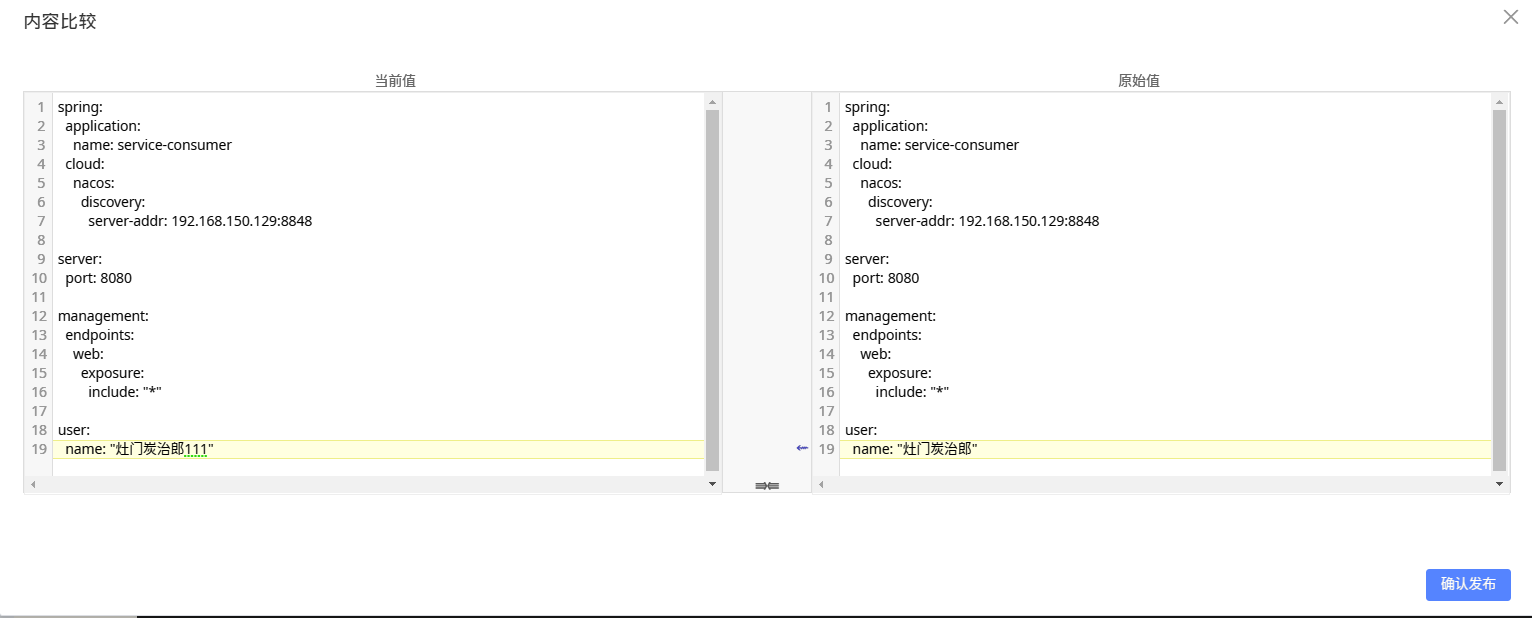 内容比较
当前值
1 spring:
2   application:
3     name: service-consumer
4   cloud:
5     nacos:
6       discovery:
7         server-addr: 192.168.150.129:8848
8
9 server:
10   port: 8080
11
12 management:
13   endpoints:
14     web:
15       exposure:
16         include: "*"
17
18 user:
19   name: "灶门炭治郎111"
原始值
1 spring:
2   application:
3     name: service-consumer
4   cloud:
5     nacos:
6       discovery:
7         server-addr: 192.168.150.129:8848
8
9 server:
10   port: 8080
11
12 management:
13   endpoints:
14     web:
15       exposure:
16         include: "*"
17
18 user:
19   name: "灶门炭治郎"
确认发布